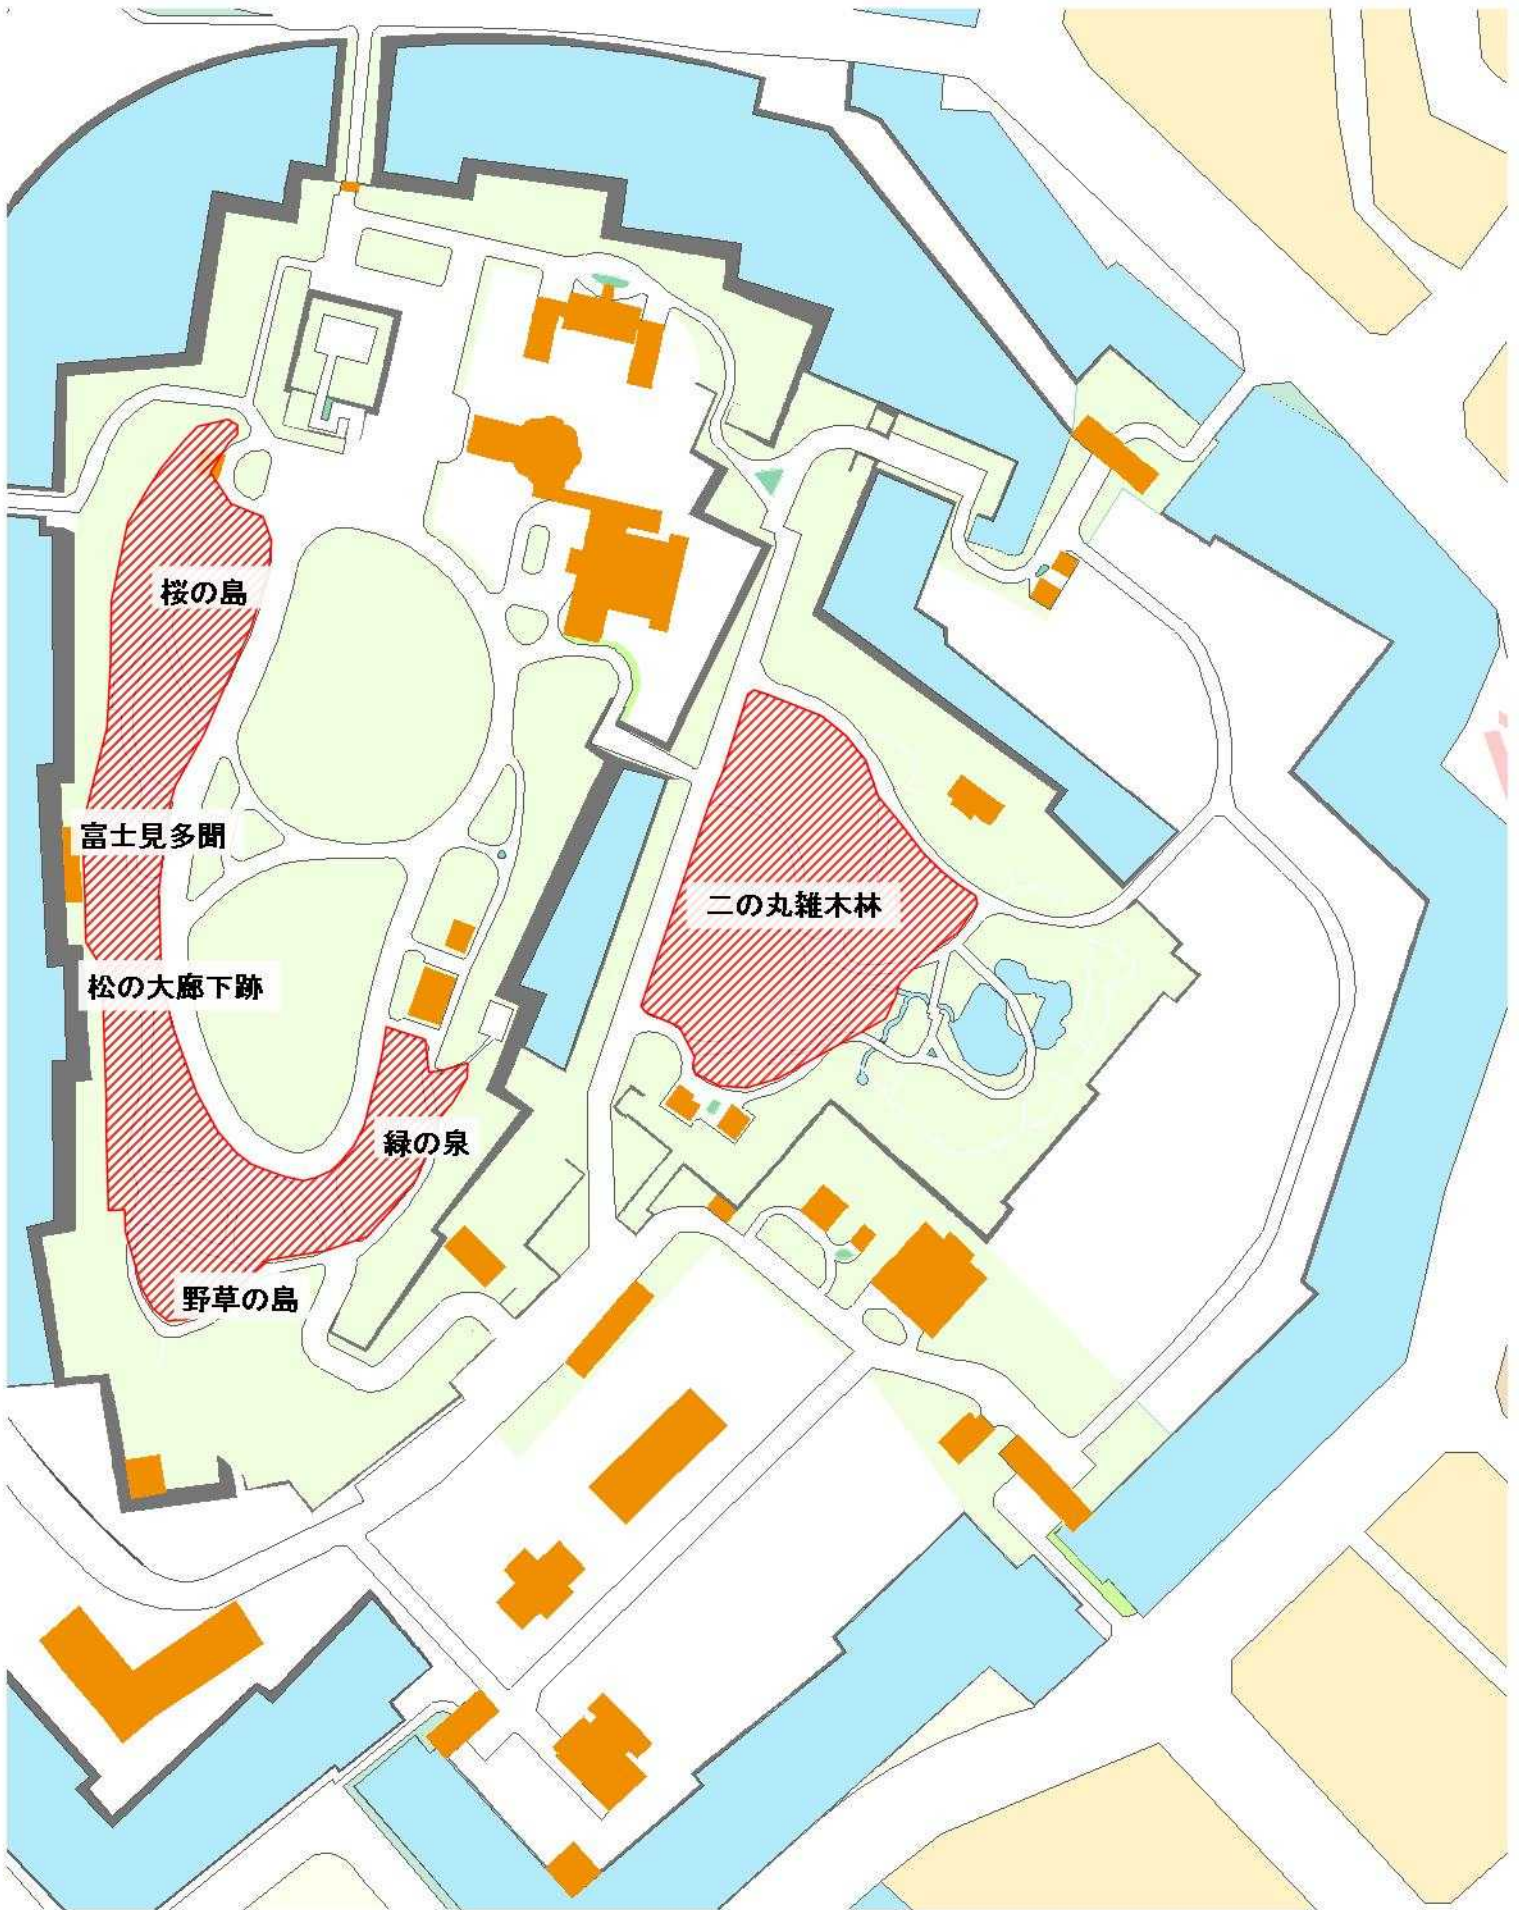 桜の島
富士見多聞
二の丸雑木林
松の大廊下跡
緑の泉
野草の島